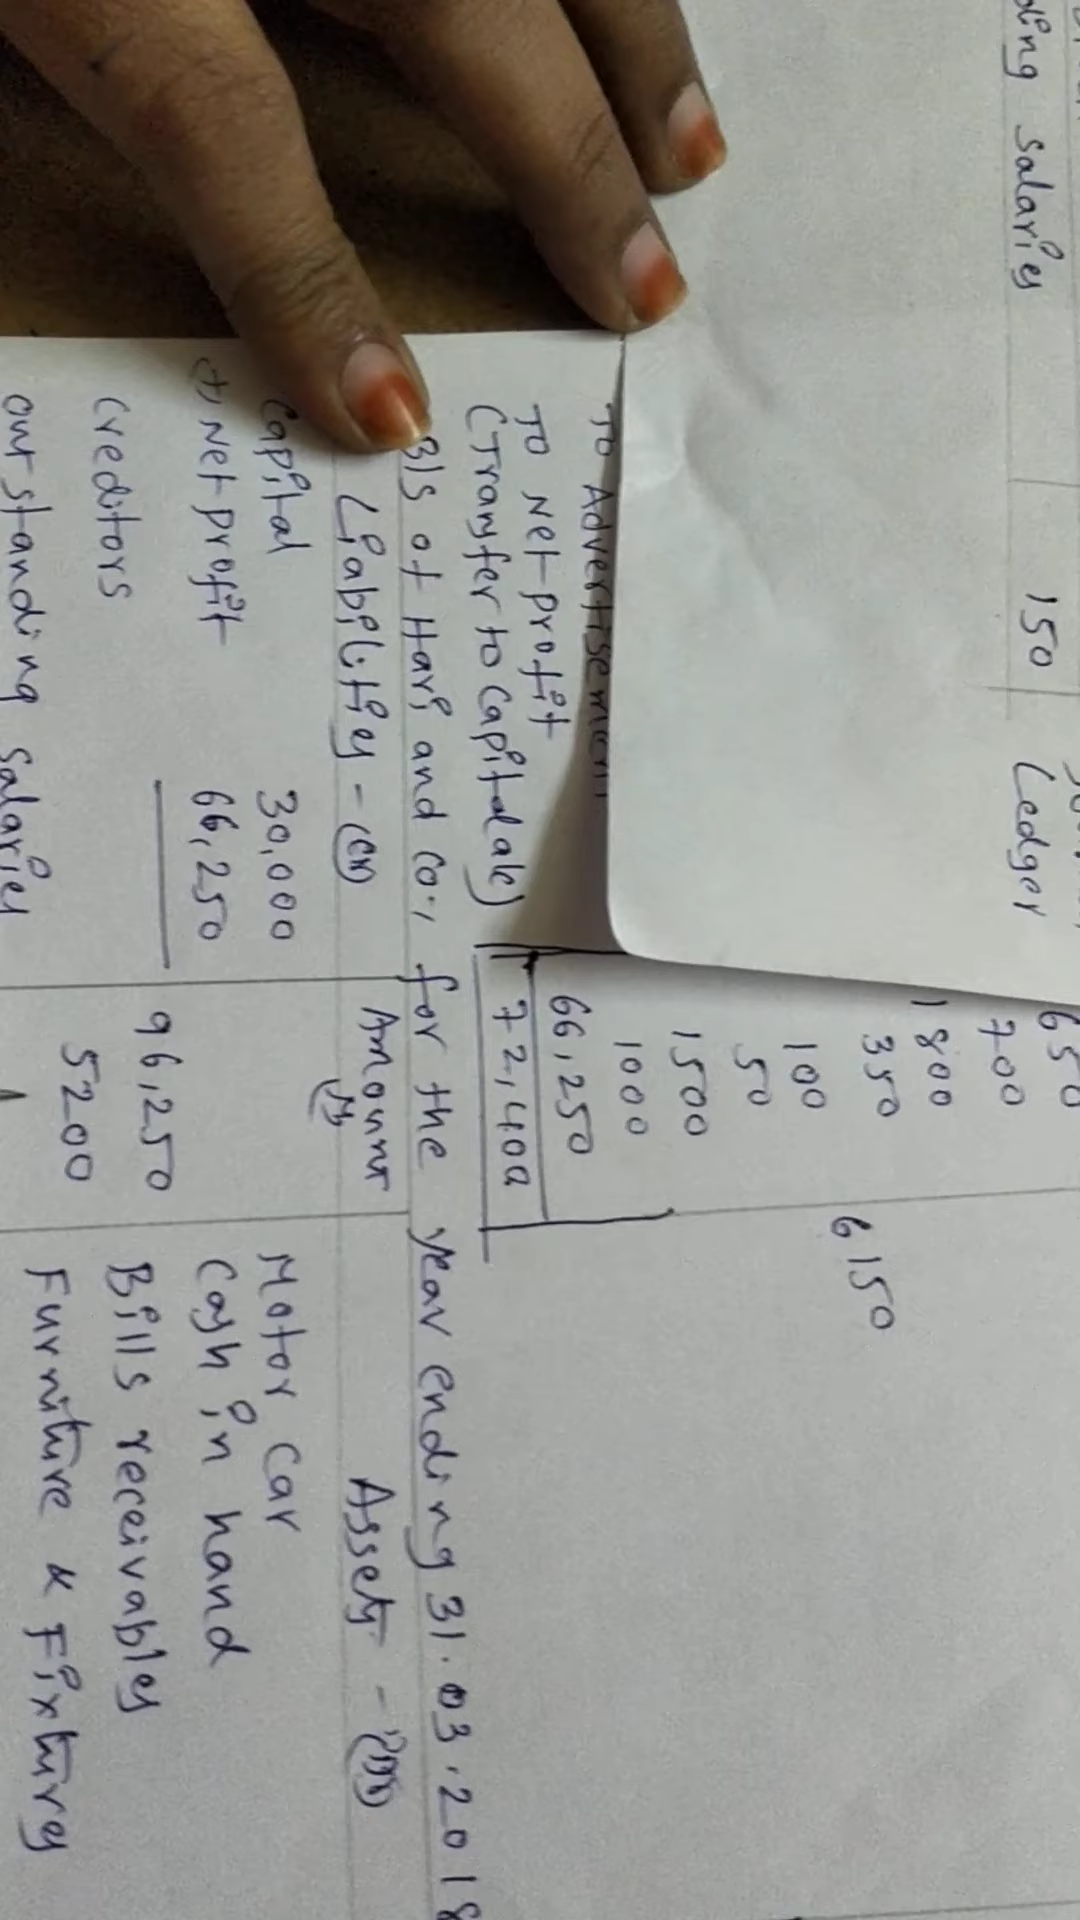 ding salaries 150 Ledger
650
700
1800
350 6150
100
50
1500
To Advertisement 1000
To Net profit 66,250
(Transfer to Capital a/c) 72,400
B/s of Hari and Co., for the year ending 31.03.2018
Liabilities - (CR) Amount Assets - (DR)
Capital 30,000 Motor Car
(+) Net profit 66,250 Cash in hand
96,250 Bills receivables
Creditors 5200 Furniture & Fixtures
outstanding salaries